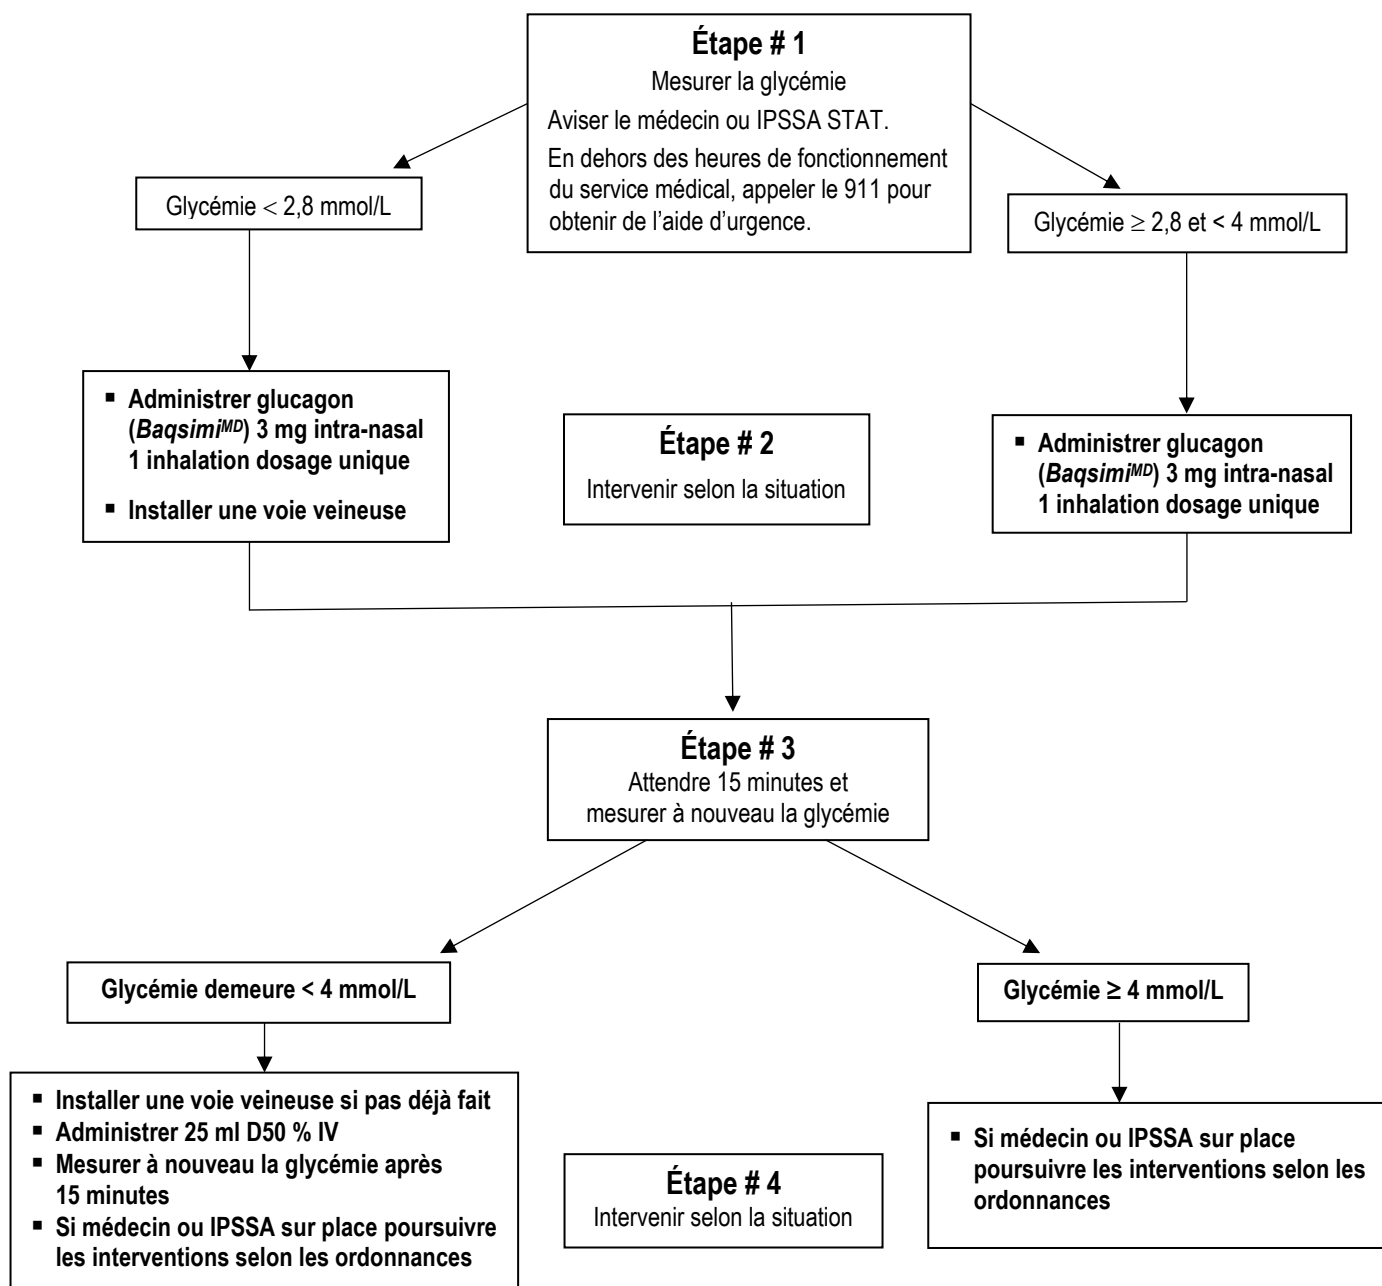 Étape # 1
Mesurer la glycémie
Aviser le médecin ou IPSSA STAT.
En dehors des heures de fonctionnement
du service médical, appeler le 911 pour
obtenir de l’aide d’urgence.
Glycémie < 2,8 mmol/L
Glycémie ≥ 2,8 et < 4 mmol/L
▪ Administrer glucagon
(Baqsimiᴹᴰ) 3 mg intra-nasal
1 inhalation dosage unique
▪ Installer une voie veineuse
Étape # 2
Intervenir selon la situation
▪ Administrer glucagon
(Baqsimiᴹᴰ) 3 mg intra-nasal
1 inhalation dosage unique
Étape # 3
Attendre 15 minutes et
mesurer à nouveau la glycémie
Glycémie demeure < 4 mmol/L
Glycémie ≥ 4 mmol/L
▪ Installer une voie veineuse si pas déjà fait
▪ Administrer 25 ml D50 % IV
▪ Mesurer à nouveau la glycémie après
15 minutes
▪ Si médecin ou IPSSA sur place poursuivre
les interventions selon les ordonnances
Étape # 4
Intervenir selon la situation
▪ Si médecin ou IPSSA sur place
poursuivre les interventions selon les
ordonnances